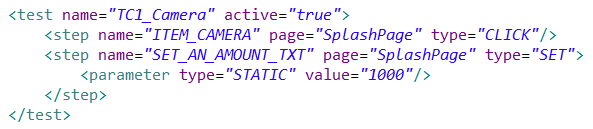 <test name="TC1_Camera" active="true">
<step name="ITEM_CAMERA" page="SplashPage" type="CLICK"/>
<step name="SET_AN_AMOUNT_TXT" page="SplashPage" type="SET">
<parameter type="STATIC" value="1000"/>
</step>
</test>